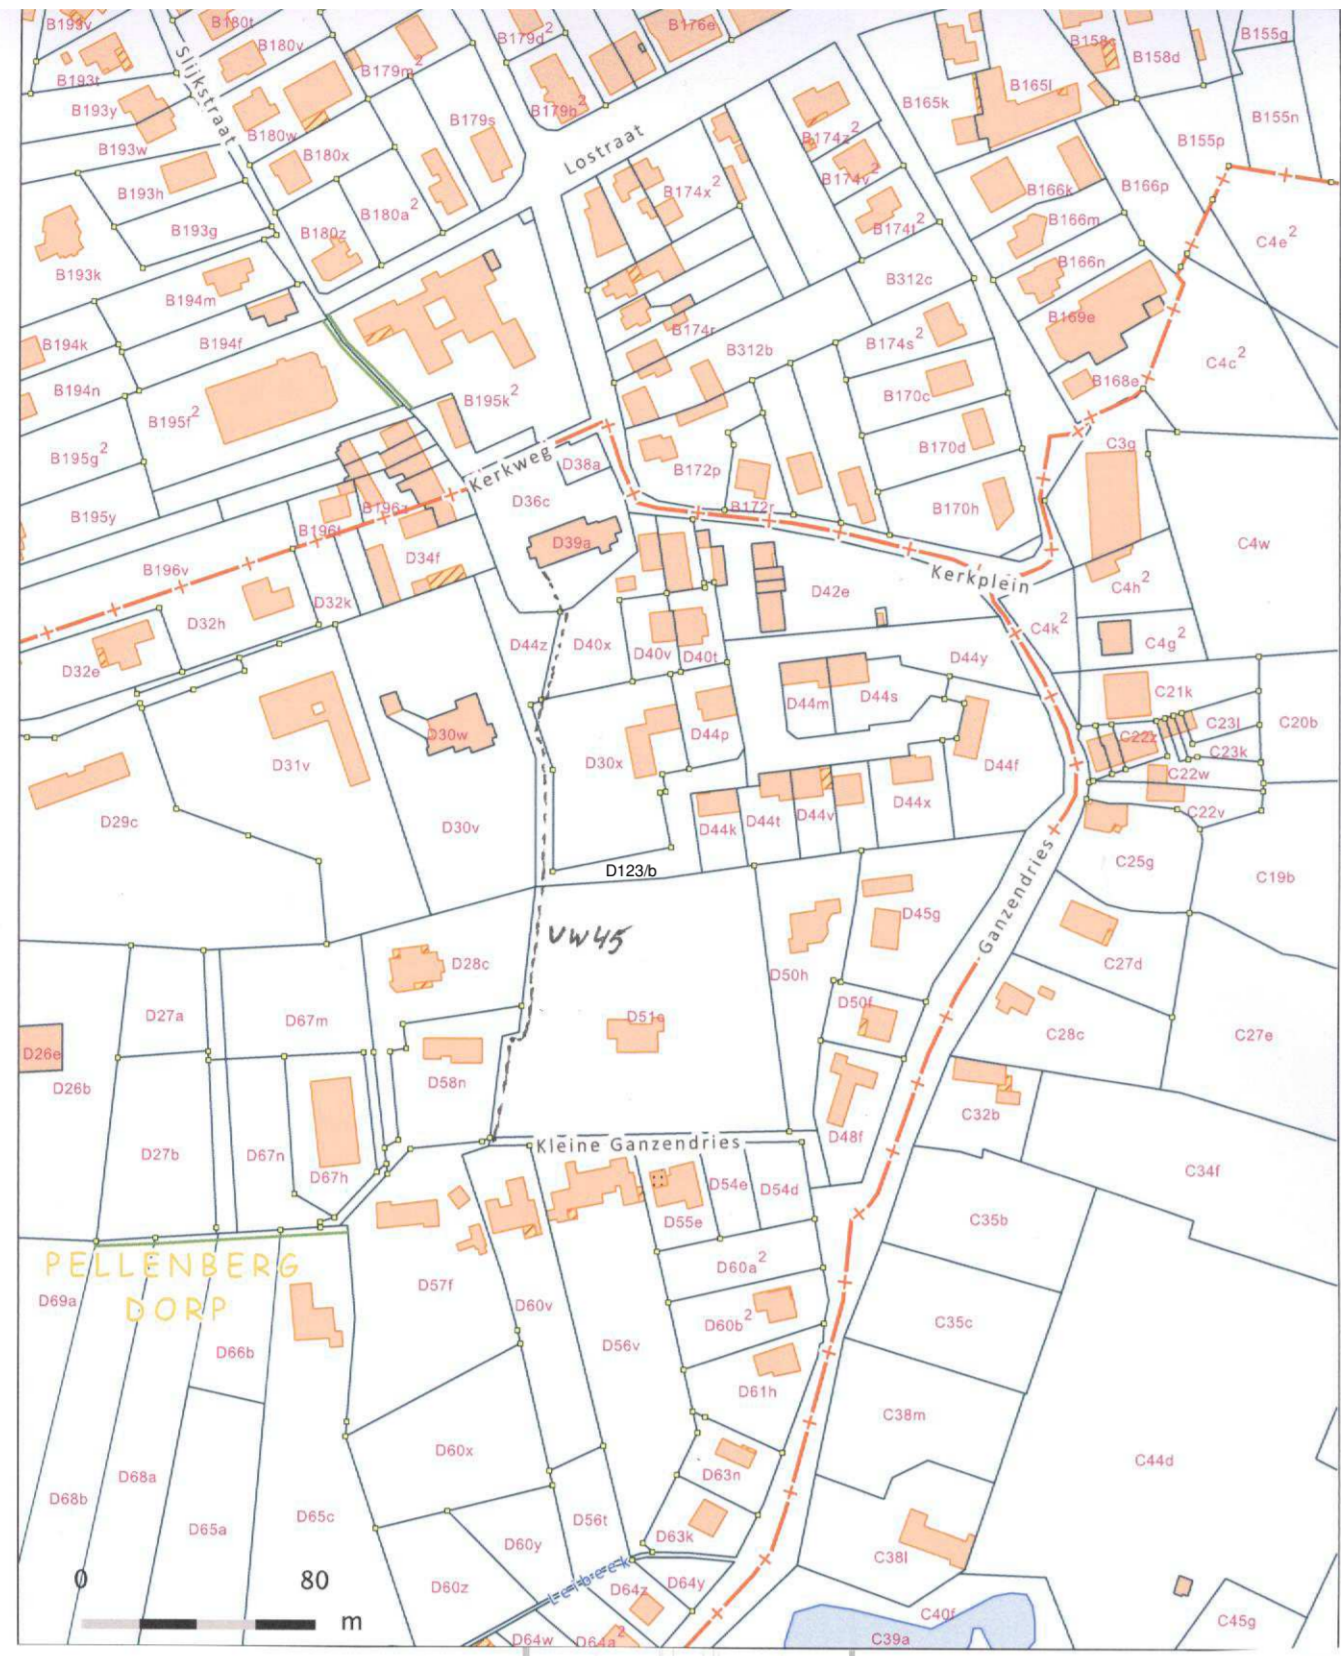 B193v
B180t
B179d²
B176e
B155g
B158c
B158d
B180v
B193t
B179m²
B165l
Slijkstraat
B179b²
B165k
B193y
B155n
B179s
B180w
B174z²
B155p
Lostraat
B193w
B180x
B174v²
B166k
B166p
B193h
B174x²
B180a²
B166m
B193g
B180z
B174t²
C4e²
B193k
B166n
B312c
B194m
B169e
B174r
B194k
B194f
B174s²
B312b
C4c²
B168e
B194n
B195f²
B195k²
B170c
C3g
B195g²
Kerkweg
D38a
B172p
B170d
D36c
B172r
B170h
B195y
B196t
D39a
C4w
D34f
B196v
Kerkplein
C4h²
D42e
D32h
D32k
C4k²
D44z
D40x
D40v
D40t
C4g²
D32e
D44y
C21k
D44m
D44s
C23l
C20b
D30w
D44p
C22z
C23k
D31v
D30x
D44f
C22w
D44x
C22v
D29c
D30v
D44k
D44t
D44v
C25g
D123/b
Ganzendries
C19b
D45g
VW45
D28c
D50h
C27d
D27a
D67m
D50f
D51s
C28c
C27e
D26e
D26b
D58n
C32b
D27b
D67n
D48f
Kleine Ganzendries
D67h
C34f
D54e
D54d
D55e
C35b
PELLENBERG
DORP
D60a²
D57f
D69a
D60v
D60b²
C35c
D66b
D56v
D61h
C38m
D60x
D63n
C44d
D68a
D68b
D65a
D65c
D56t
D63k
D60y
C38l
Leibeek
0 80 m
D60z
D64z
D64y
C40f
C45g
D64w
D64a²
C39a